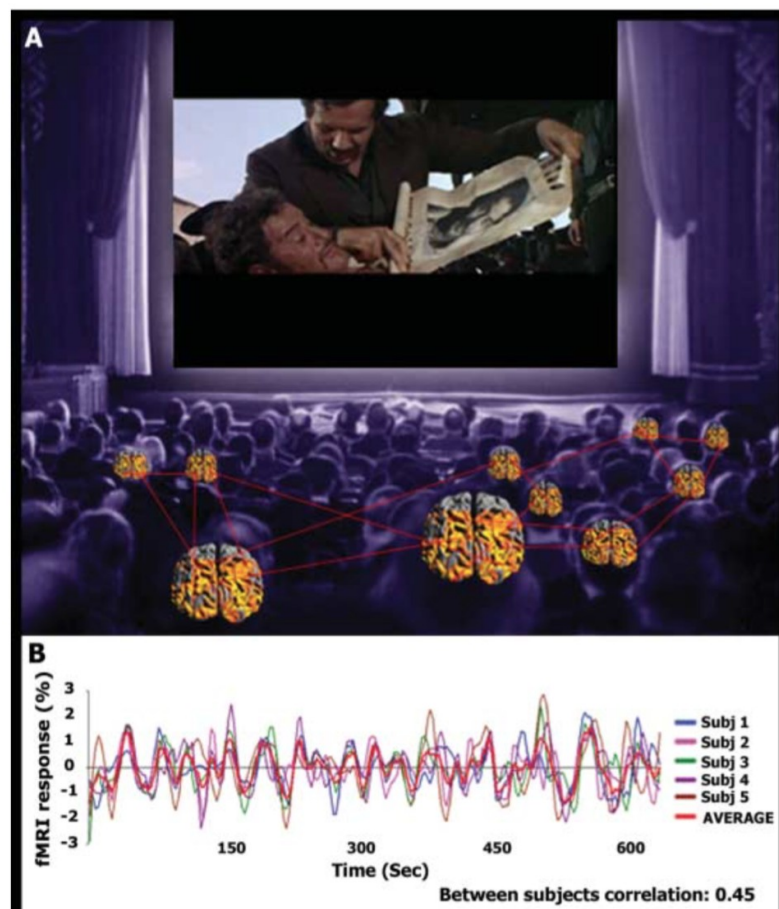 A
B
fMRI response (%)
3
2
1
0
-1
-2
-3
150 300 450 600
Time (Sec)
Subj 1
Subj 2
Subj 3
Subj 4
Subj 5
AVERAGE
Between subjects correlation: 0.45